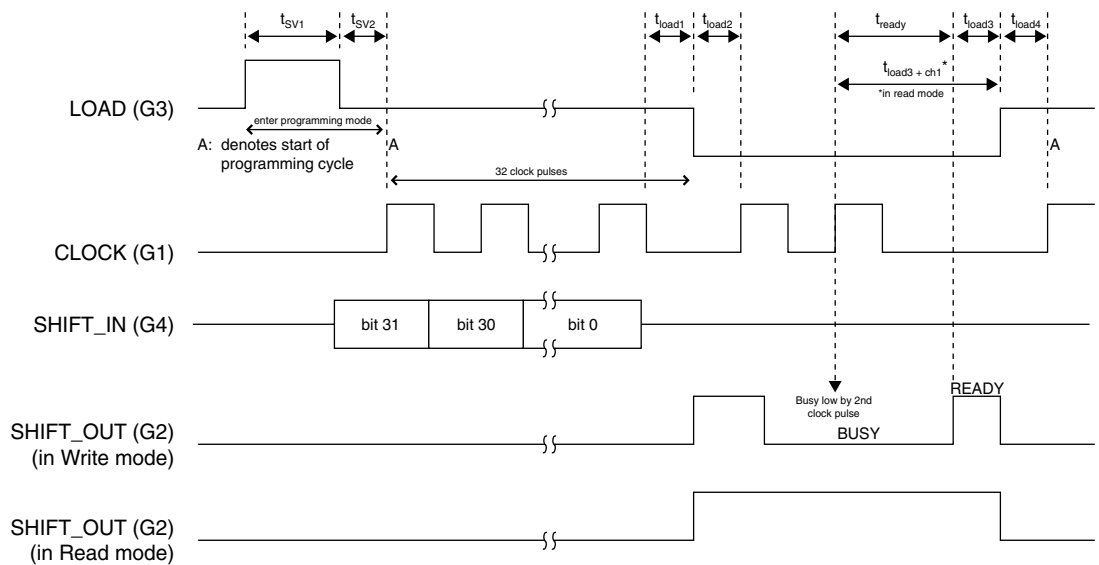 tSV1 tSV2 tload1 tload2 tready tload3 tload4
tload3 + ch1*
*in read mode
LOAD (G3)
enter programming mode
A: denotes start of
programming cycle
A
A
32 clock pulses
CLOCK (G1)
SHIFT_IN (G4)
bit 31 bit 30 bit 0
Busy low by 2nd
clock pulse
READY
BUSY
SHIFT_OUT (G2)
(in Write mode)
SHIFT_OUT (G2)
(in Read mode)